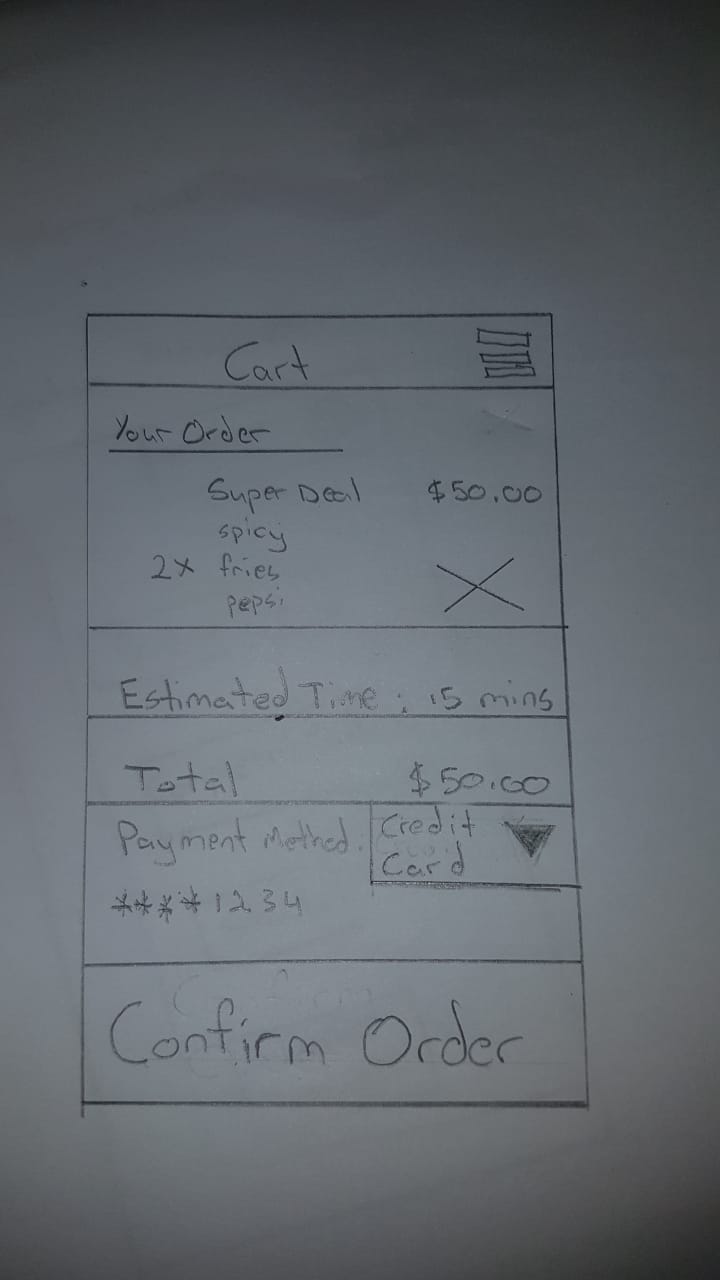 Cart
Your Order
Super Deal $50.00
spicy
2x fries
pepsi
Estimated Time : 15 mins
Total $50.00
Payment Method: Credit
Card
****1234
Confirm Order